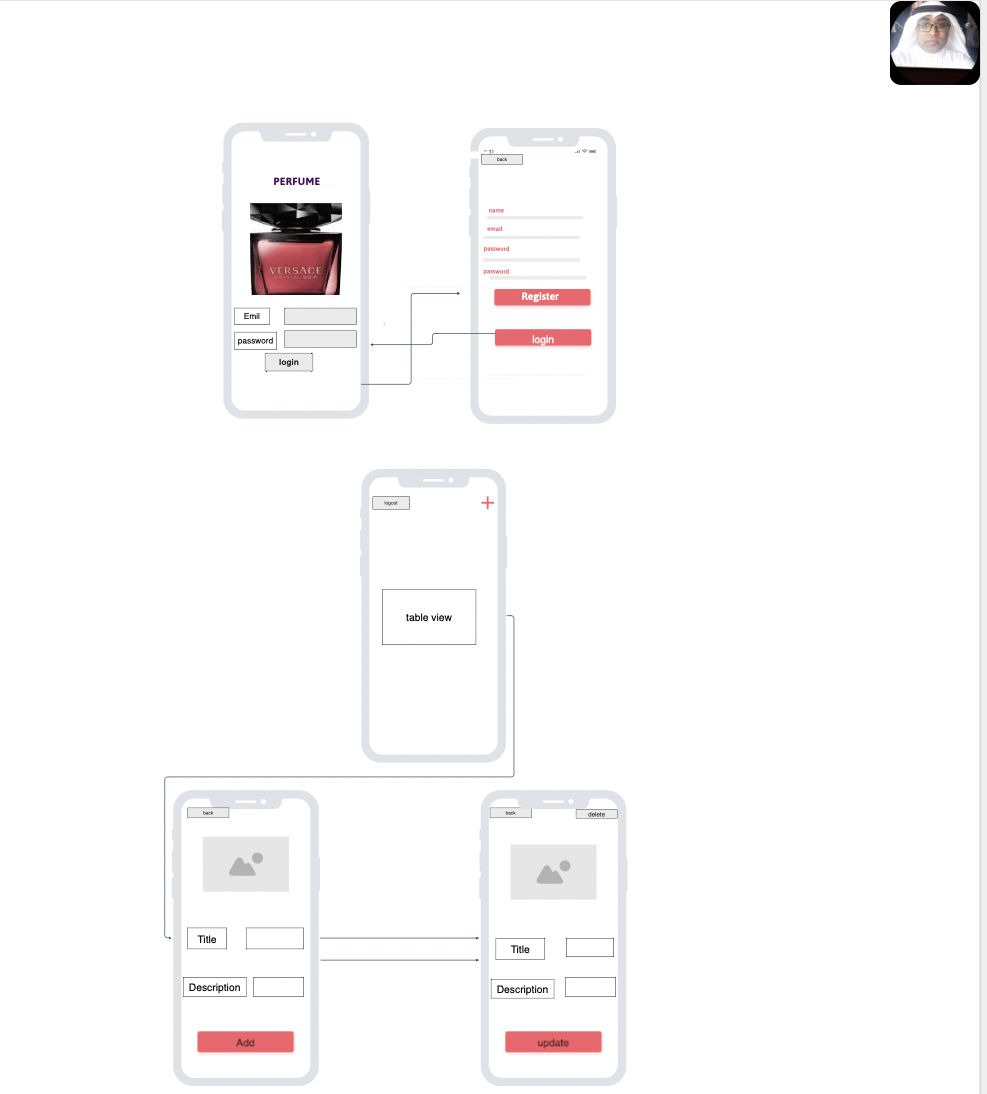 PERFUME
VERSACE
CRYSTAL NOIR
Emil
password
login
back
name
email
password
password
Register
login
logout
+
table view
back
Title
Description
Add
back
delete
Title
Description
update